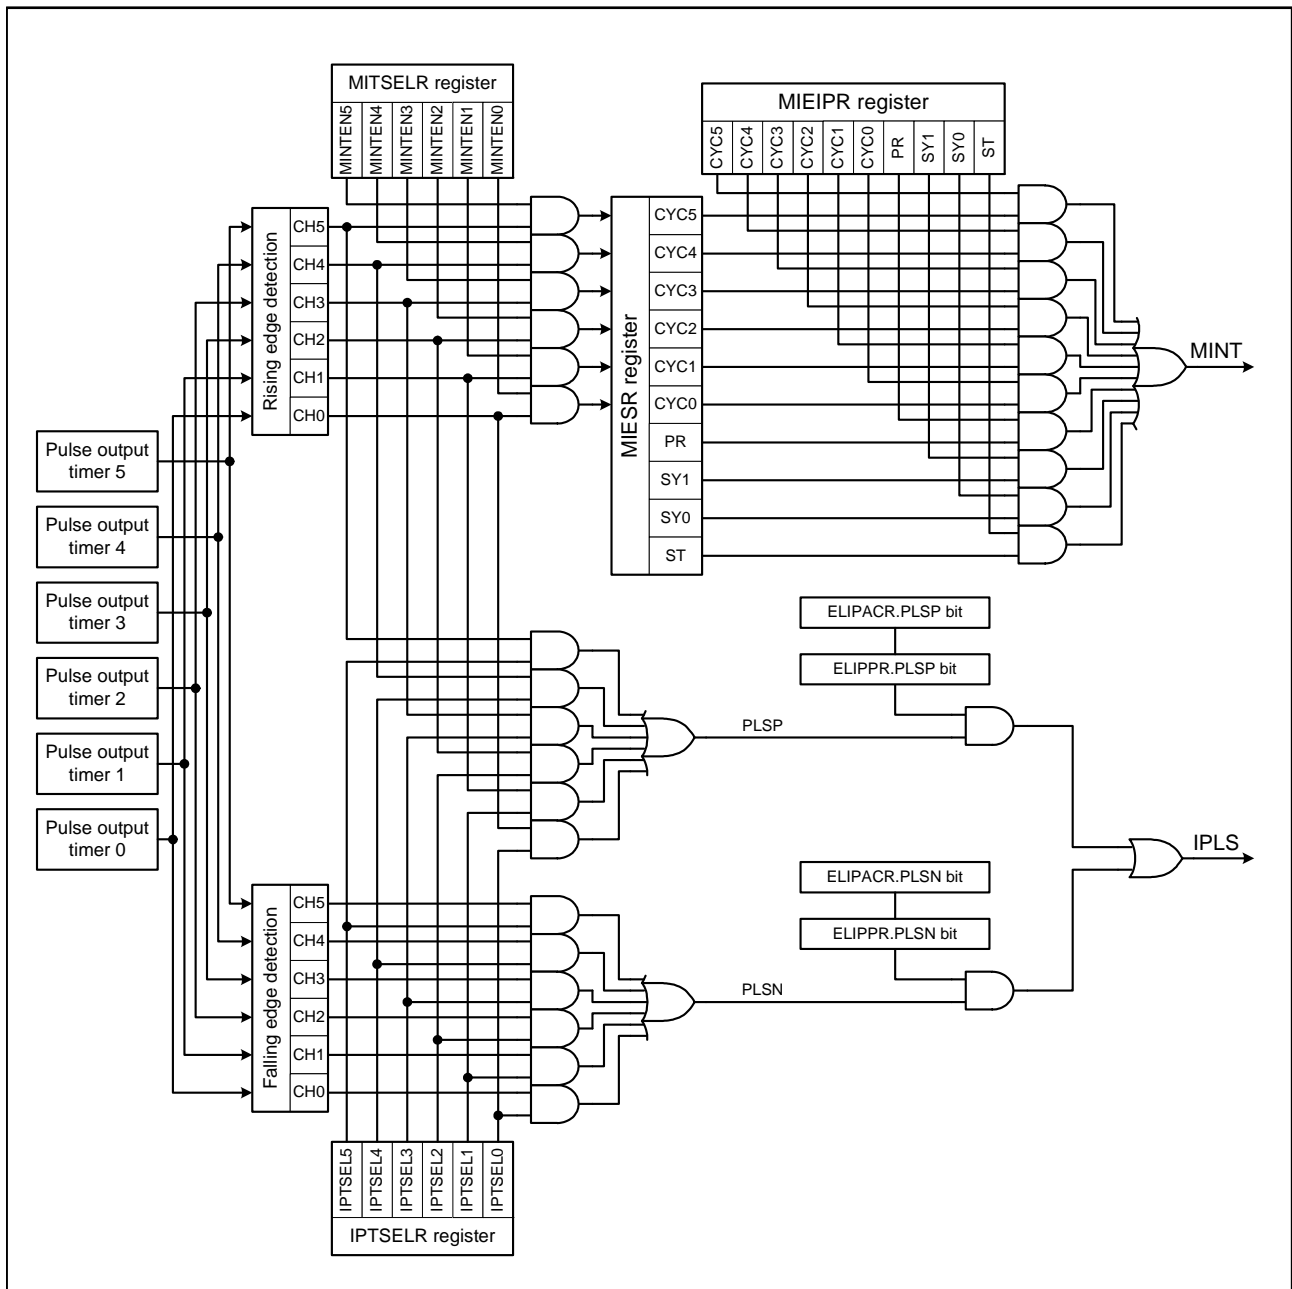 MITSELR register
MINTEN5
MINTEN4
MINTEN3
MINTEN2
MINTEN1
MINTEN0
MIEIPR register
CYC5
CYC4
CYC3
CYC2
CYC1
CYC0
PR
SY1
SY0
ST
Rising edge detection
CH5
CH4
CH3
CH2
CH1
CH0
MIESR register
CYC5
CYC4
CYC3
CYC2
CYC1
CYC0
PR
SY1
SY0
ST
MINT
Pulse output
timer 5
Pulse output
timer 4
Pulse output
timer 3
Pulse output
timer 2
Pulse output
timer 1
Pulse output
timer 0
ELIPACR.PLSP bit
ELIPPR.PLSP bit
PLSP
IPLS
ELIPACR.PLSN bit
ELIPPR.PLSN bit
PLSN
Falling edge detection
CH5
CH4
CH3
CH2
CH1
CH0
IPTSEL5
IPTSEL4
IPTSEL3
IPTSEL2
IPTSEL1
IPTSEL0
IPTSELR register